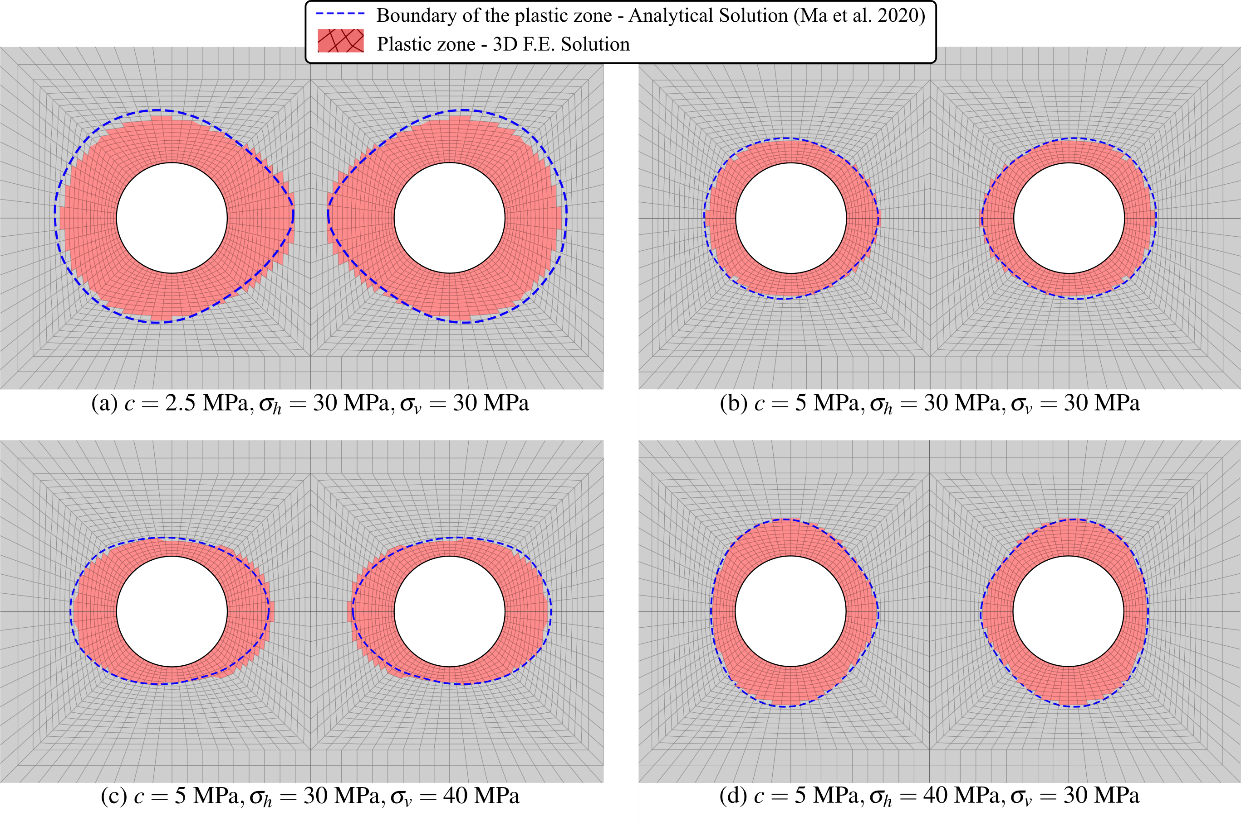 Boundary of the plastic zone - Analytical Solution (Ma et al. 2020)
Plastic zone - 3D F.E. Solution
(a) c = 2.5 MPa, σh = 30 MPa, σv = 30 MPa
(b) c = 5 MPa, σh = 30 MPa, σv = 30 MPa
(c) c = 5 MPa, σh = 30 MPa, σv = 40 MPa
(d) c = 5 MPa, σh = 40 MPa, σv = 30 MPa